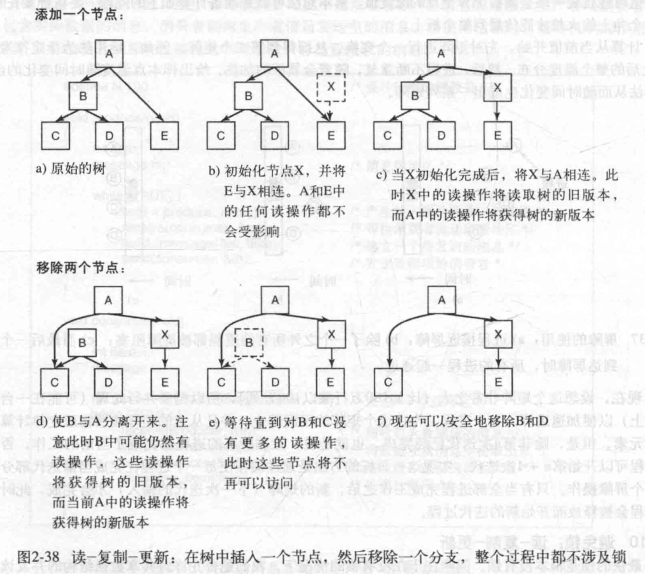 添加一个节点：
A
A
A
B
B
X
B
X
C
D
E
C
D
E
C
D
E
a) 原始的树
b) 初始化节点X，并将
E与X相连。A和E中
的任何读操作都不
会受影响
c) 当X初始化完成后，将X与A相连。此
时X中的读操作将读取树的旧版本，
而A中的读操作将获得树的新版本
移除两个节点：
A
A
A
B
X
B
X
X
C
D
E
C
D
E
C
E
d) 使B与A分离开来。注
意此时B中可能仍然有
读操作。这些读操作
将获得树的旧版本，
而当前A中的读操作将
获得树的新版本
e) 等待直到对B和C没
有更多的读操作，
此时这些节点将不
再可以访问
f) 现在可以安全地移除B和D
图2-38 读-复制-更新：在树中插入一个节点，然后移除一个分支，整个过程中都不涉及锁